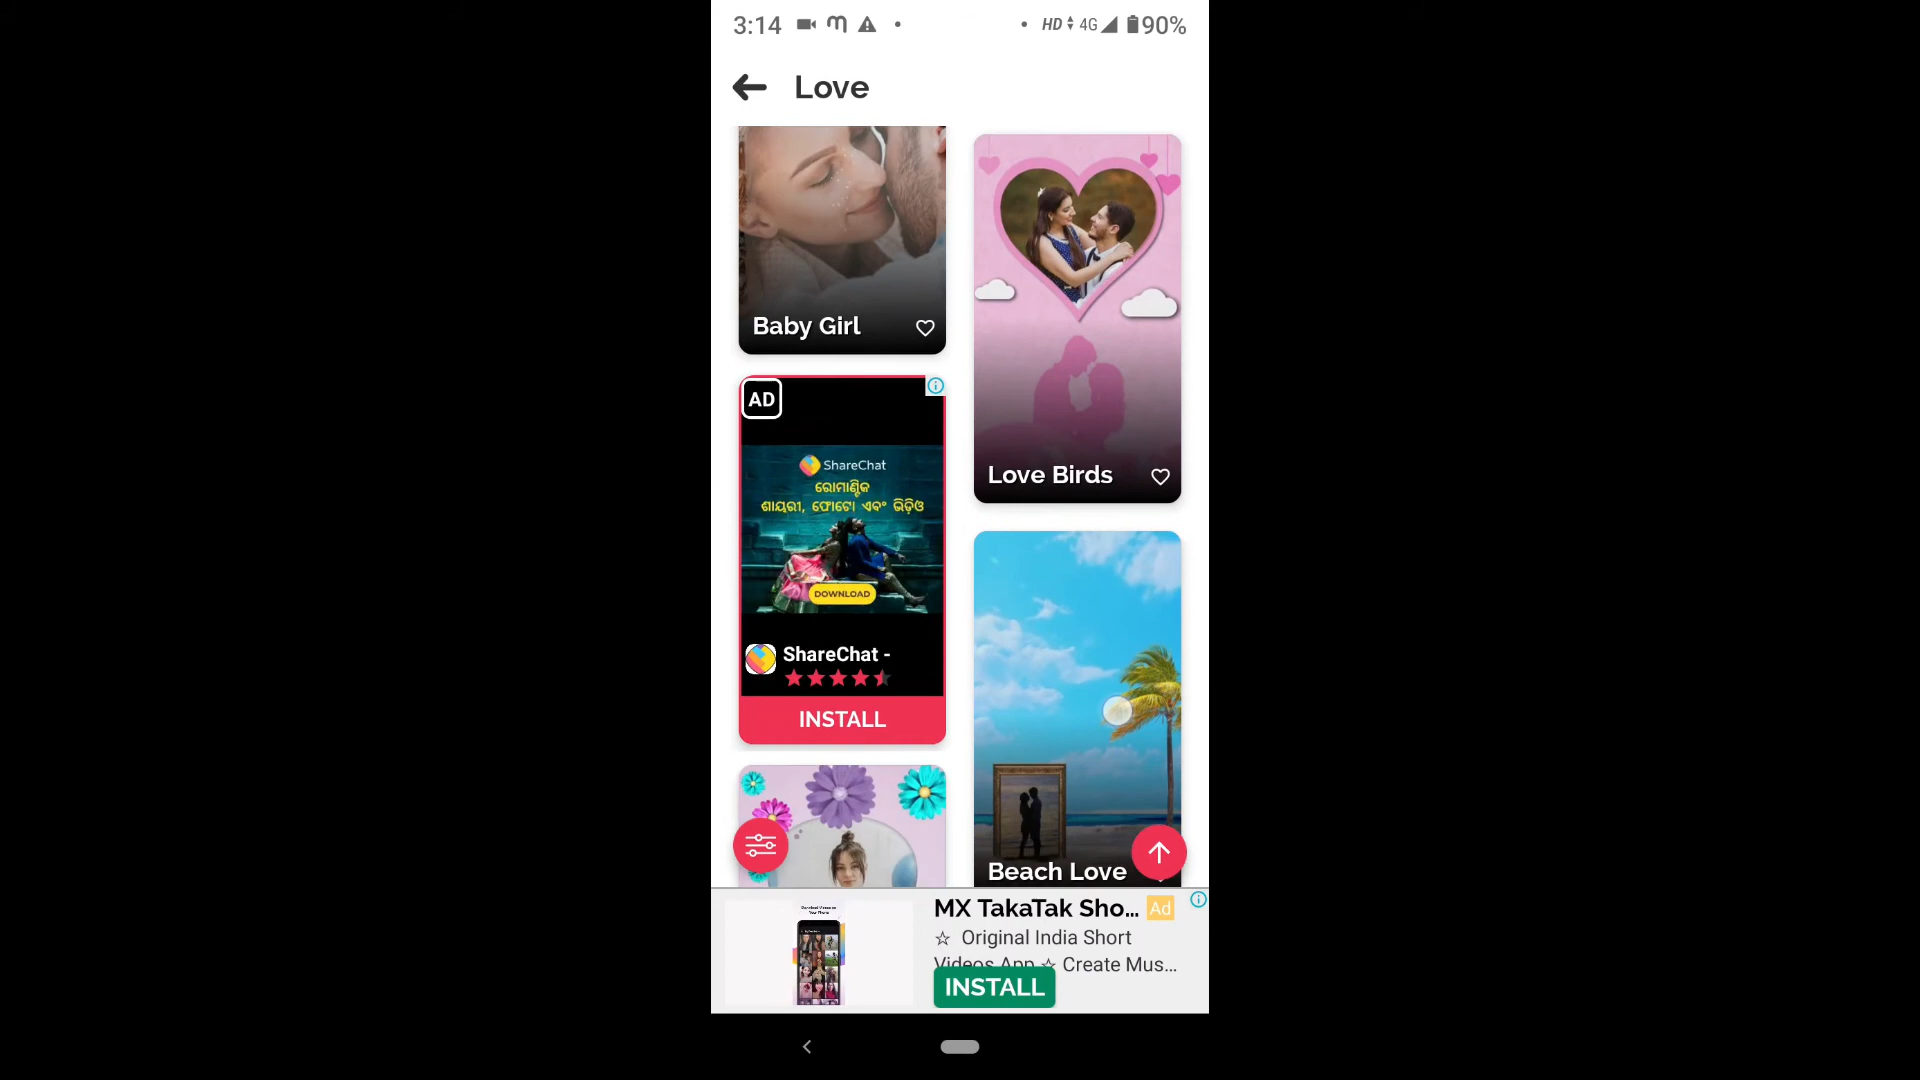 3:14
HD 4G 90%
Love
Baby Girl
AD
ShareChat
ରୋମାଣ୍ଟିକ
ଶାୟରୀ, ଫୋଟୋ ଏବଂ ଭିଡ଼ିଓ
DOWNLOAD
ShareChat -
INSTALL
Love Birds
Beach Love
MX TakaTak Sho... Ad
☆ Original India Short
Videos App ☆ Create Mus...
INSTALL